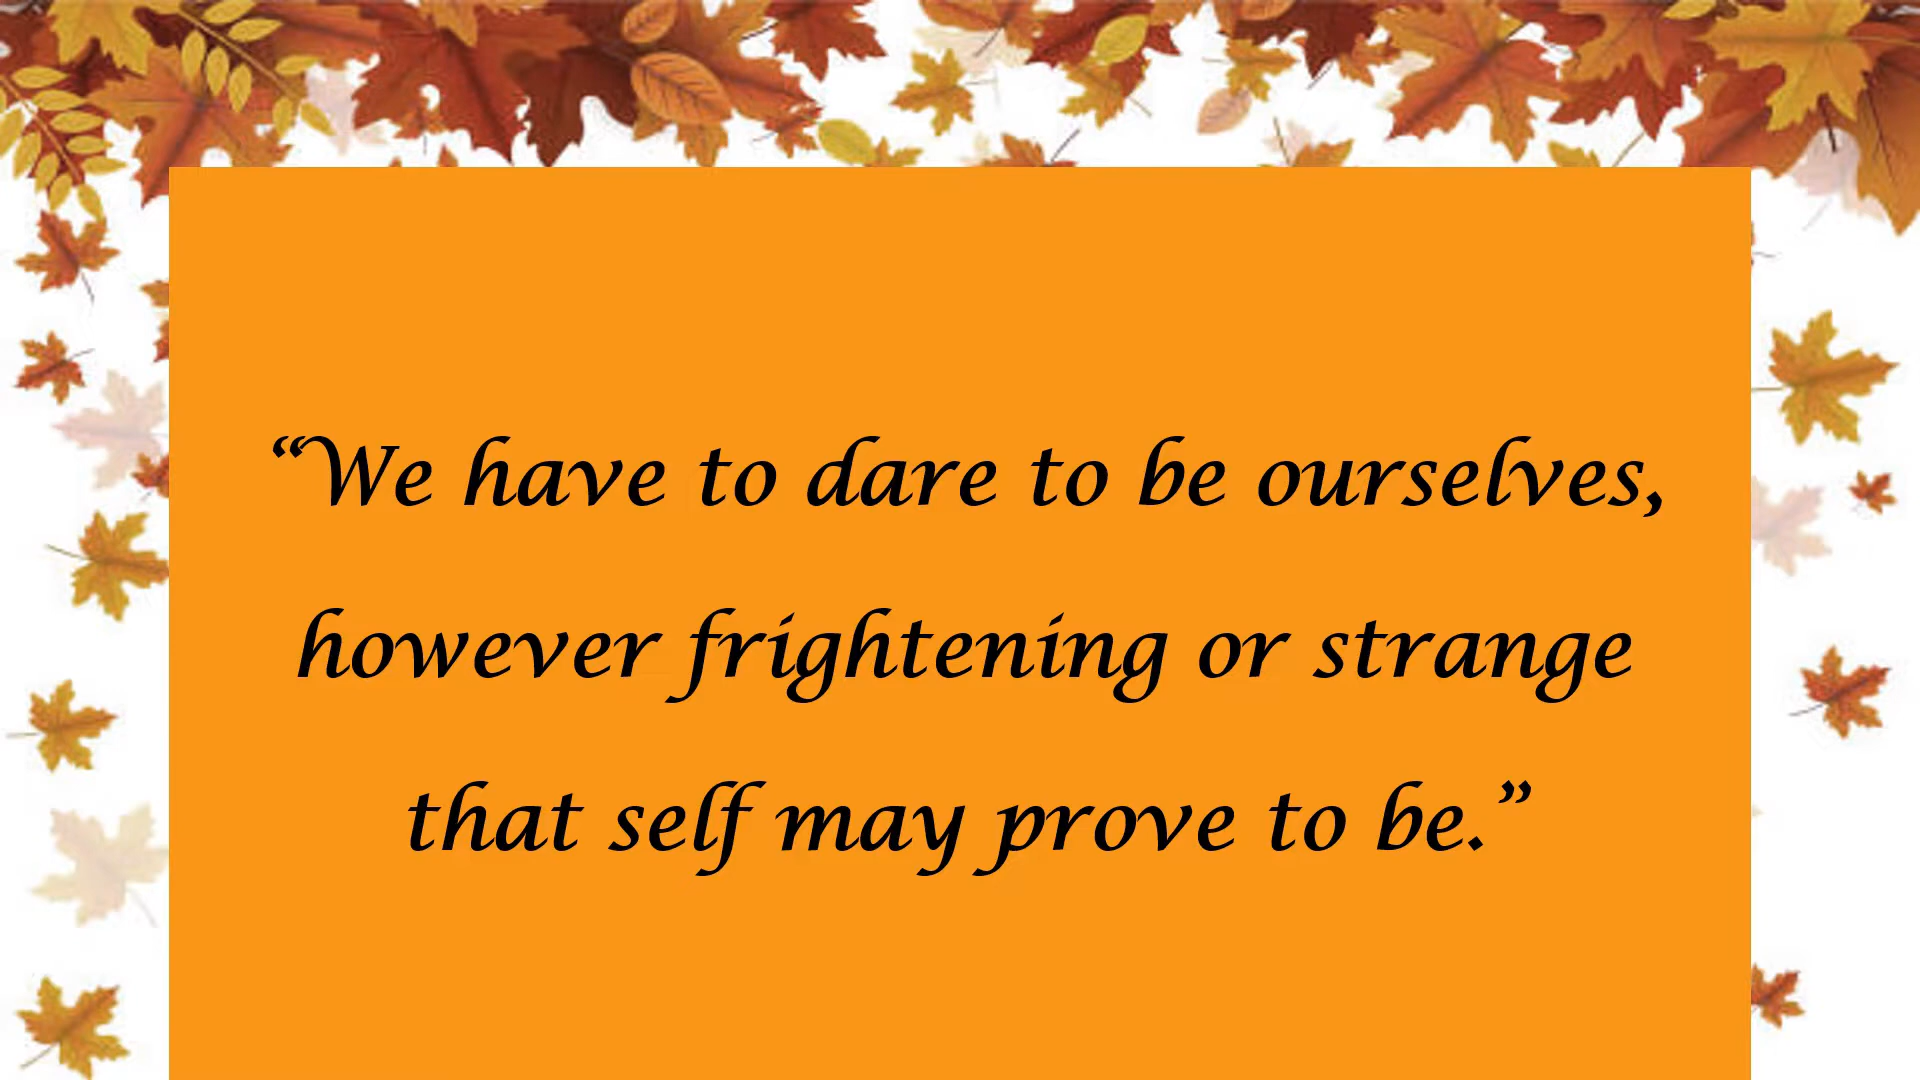 “We have to dare to be ourselves,
however frightening or strange
that self may prove to be.”